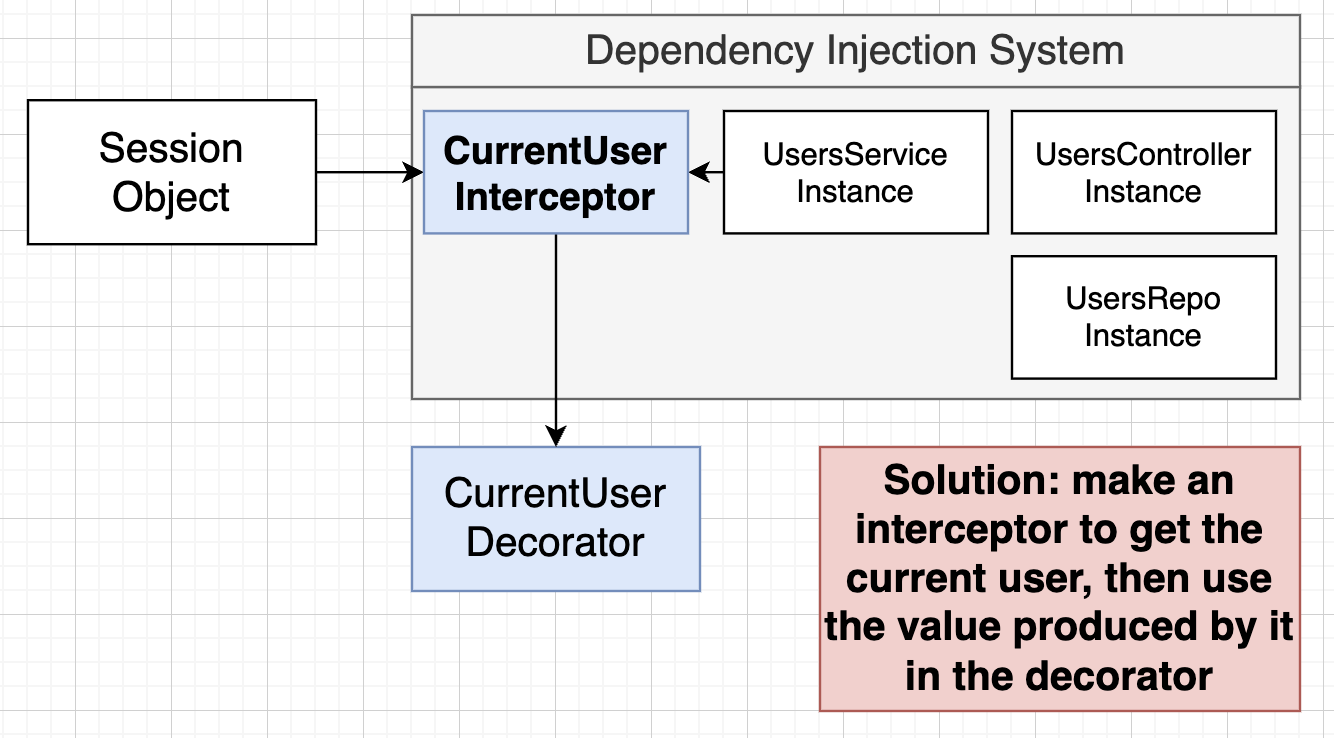 Dependency Injection System
Session
Object
CurrentUser
Interceptor
UsersService
Instance
UsersController
Instance
UsersRepo
Instance
CurrentUser
Decorator
Solution: make an
interceptor to get the
current user, then use
the value produced by it
in the decorator